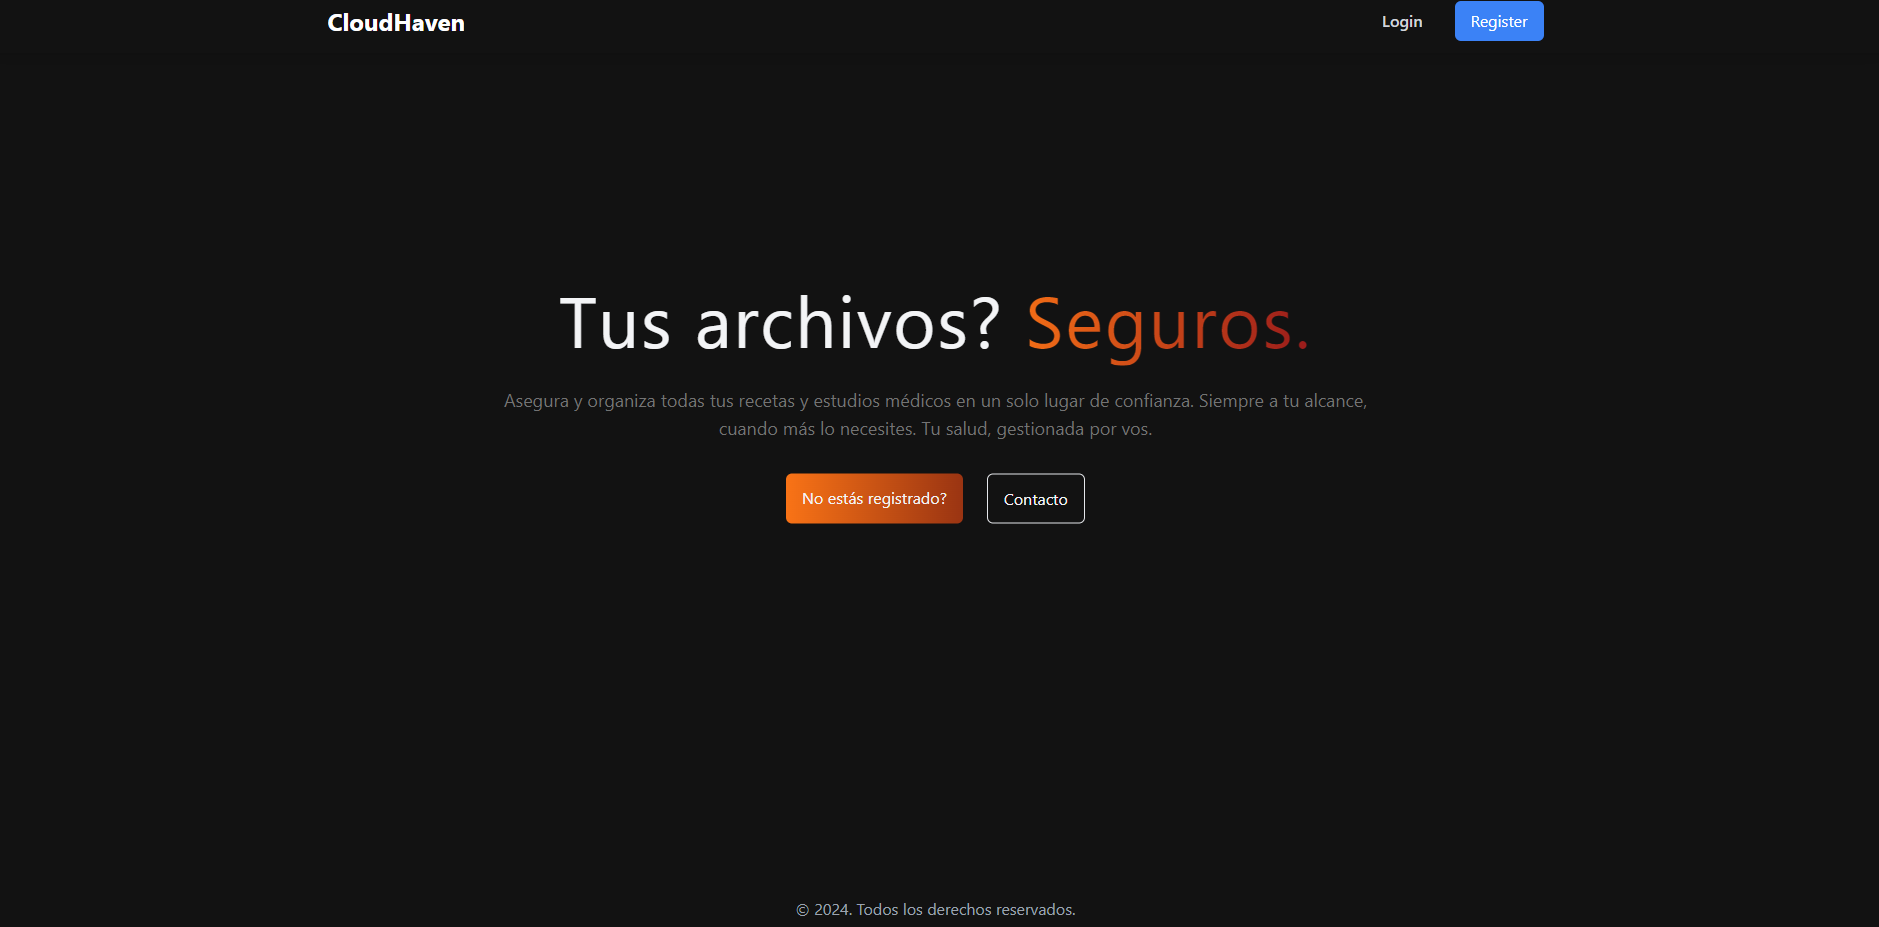 CloudHaven
Login
Register
Tus archivos? Seguros.
Asegura y organiza todas tus recetas y estudios médicos en un solo lugar de confianza. Siempre a tu alcance,
cuando más lo necesites. Tu salud, gestionada por vos.
No estás registrado?
Contacto
© 2024. Todos los derechos reservados.